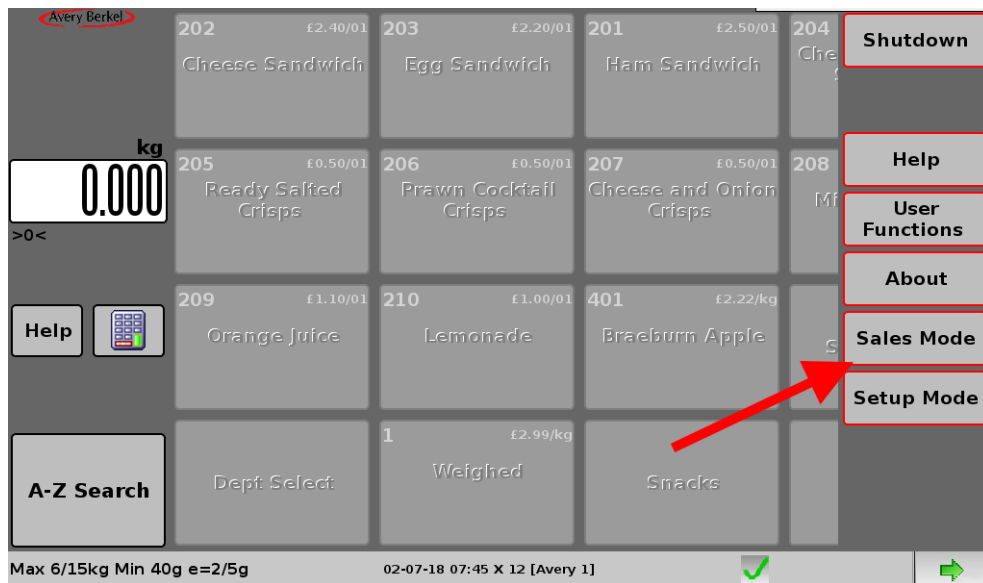 Avery Berkel
kg
0.000
>0<
Help
A-Z Search
202 £2.40/01
Cheese Sandwich
203 £2.20/01
Egg Sandwich
201 £2.50/01
Ham Sandwich
204
Che
205 £0.50/01
Ready Salted
Crisps
206 £0.50/01
Prawn Cocktail
Crisps
207 £0.50/01
Cheese and Onion
Crisps
208
Mi
209 £1.10/01
Orange Juice
210 £1.00/01
Lemonade
401 £2.22/kg
Braeburn Apple
S
Dept Select
1 £2.99/kg
Weighed
Snacks
Shutdown
Help
User
Functions
About
Sales Mode
Setup Mode
Max 6/15kg Min 40g e=2/5g
02-07-18 07:45 X 12 [Avery 1]